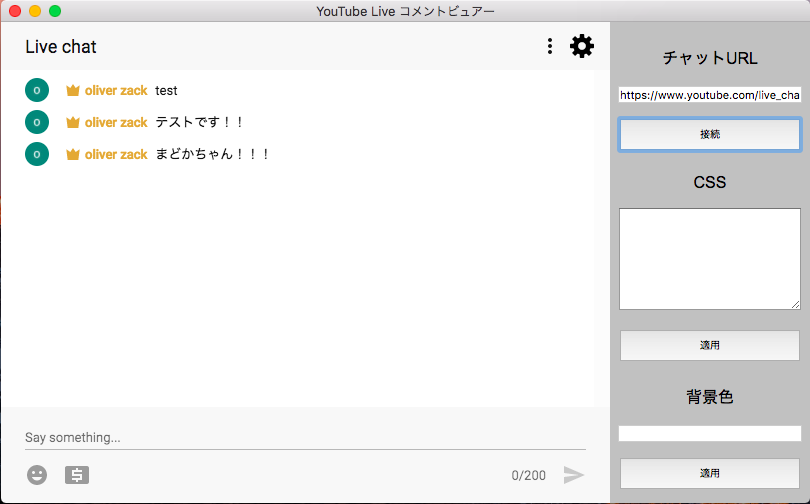 YouTube Live コメントビュアー
Live chat
o oliver zack test
o oliver zack テストです！！
o oliver zack まどかちゃん！！！
Say something...
0/200
チャットURL
https://www.youtube.com/live_cha
接続
CSS
適用
背景色
適用